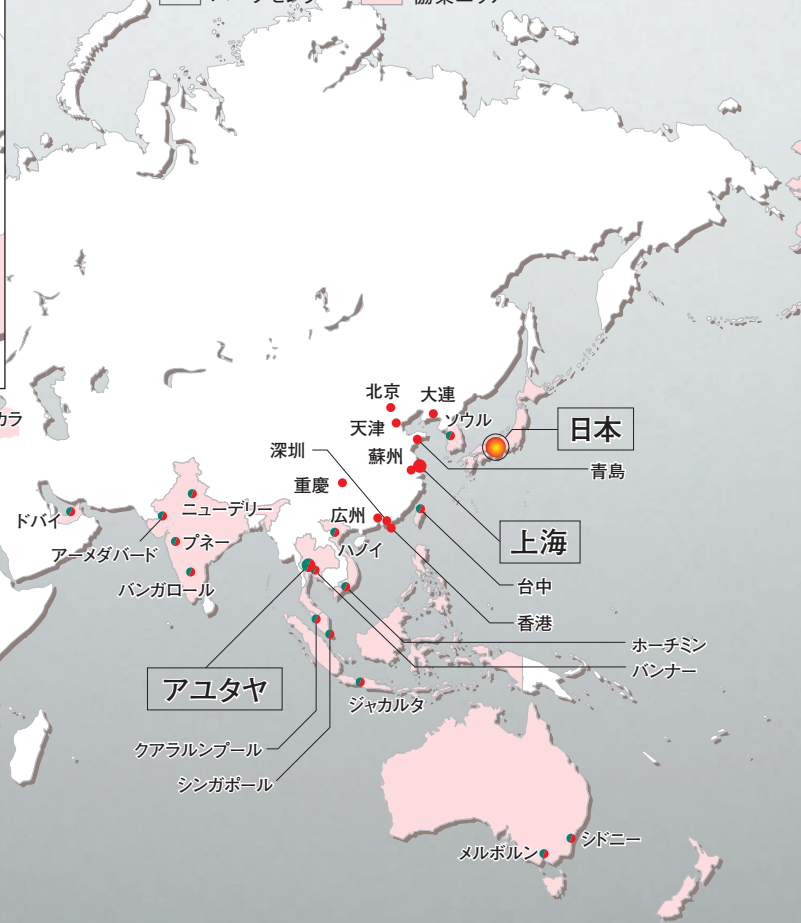 北京
大連
天津
ソウル
日本
深圳
蘇州
青島
重慶
ニューデリー
広州
ドバイ
上海
アーメダバード
プネー
ハノイ
バンガロール
台中
香港
ホーチミン
バンナー
アユタヤ
ジャカルタ
クアラルンプール
シンガポール
シドニー
メルボルン